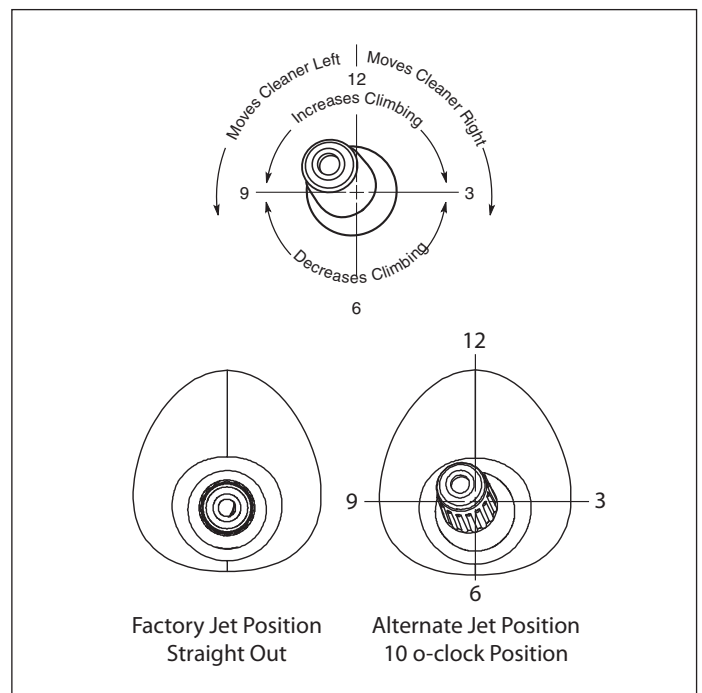 Moves Cleaner Left
Moves Cleaner Right
12
Increases Climbing
9
3
Decreases Climbing
6
12
9
3
6
Factory Jet Position
Straight Out
Alternate Jet Position
10 o-clock Position